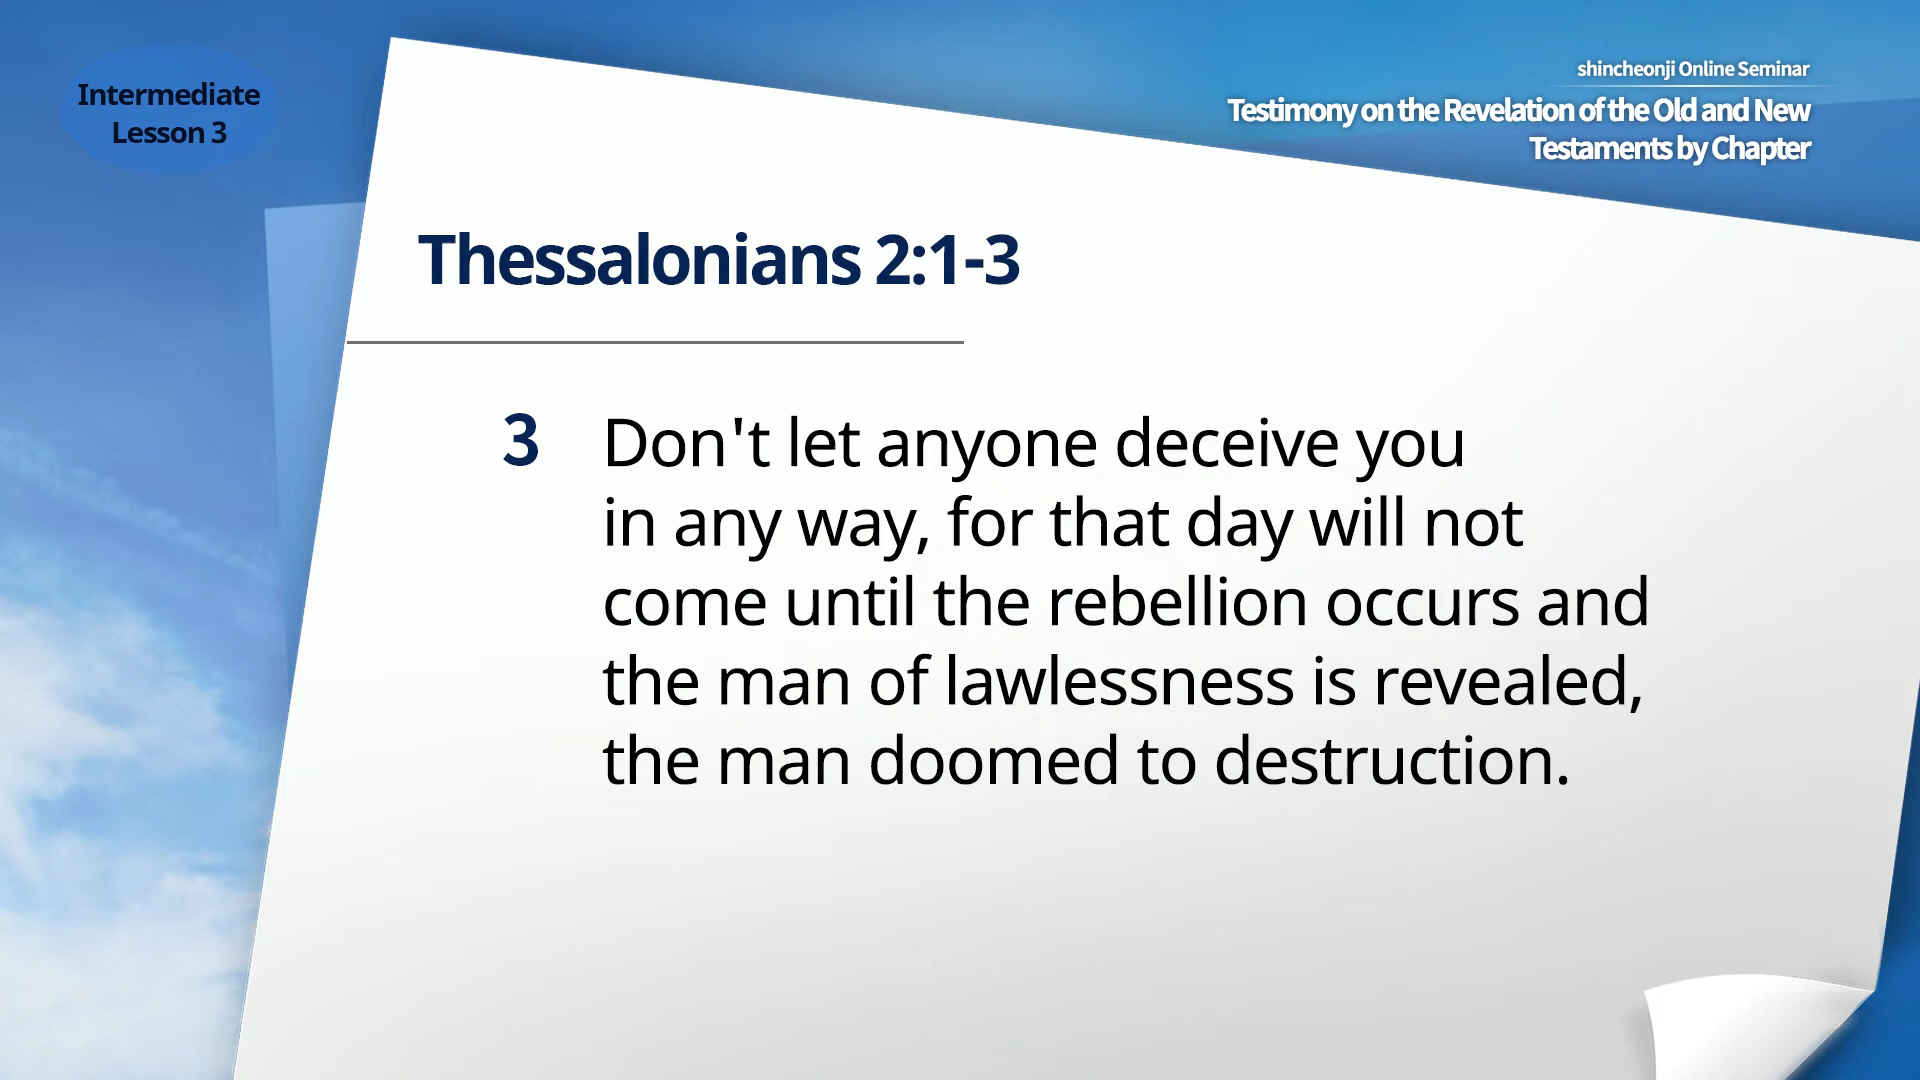 Intermediate
Lesson 3
shincheonji Online Seminar
Testimony on the Revelation of the Old and New
Testaments by Chapter
Thessalonians 2:1-3
3 Don't let anyone deceive you
in any way, for that day will not
come until the rebellion occurs and
the man of lawlessness is revealed,
the man doomed to destruction.